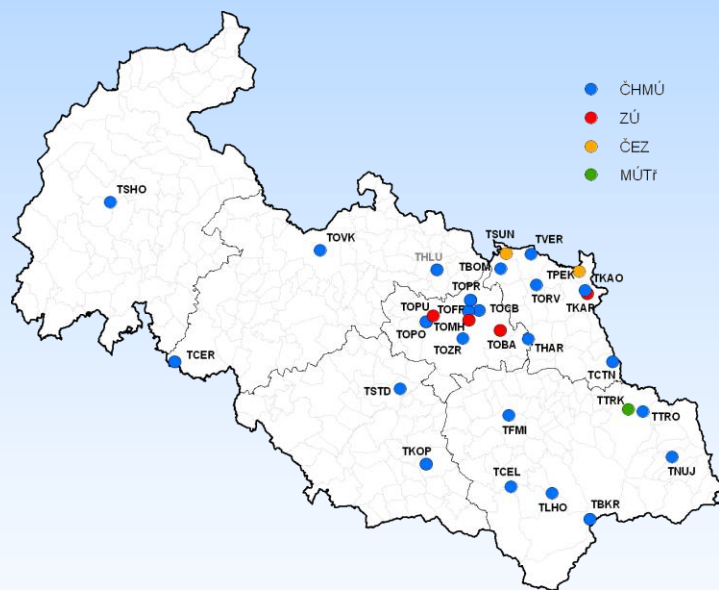 ČHMÚ
ZÚ
ČEZ
MÚTř
TSHO
TOVK
THLU
TSUN
TVER
TBOM
TPEK
TKAO
TOPR
TORV
TKAR
TOPU
TOFF
TOCB
TOPO
TOMH
TOZR
TOBA
THAR
TCER
TCTN
TSTD
TTRK
TTRO
TFMI
TKOP
TNUJ
TCEL
TLHO
TBKR